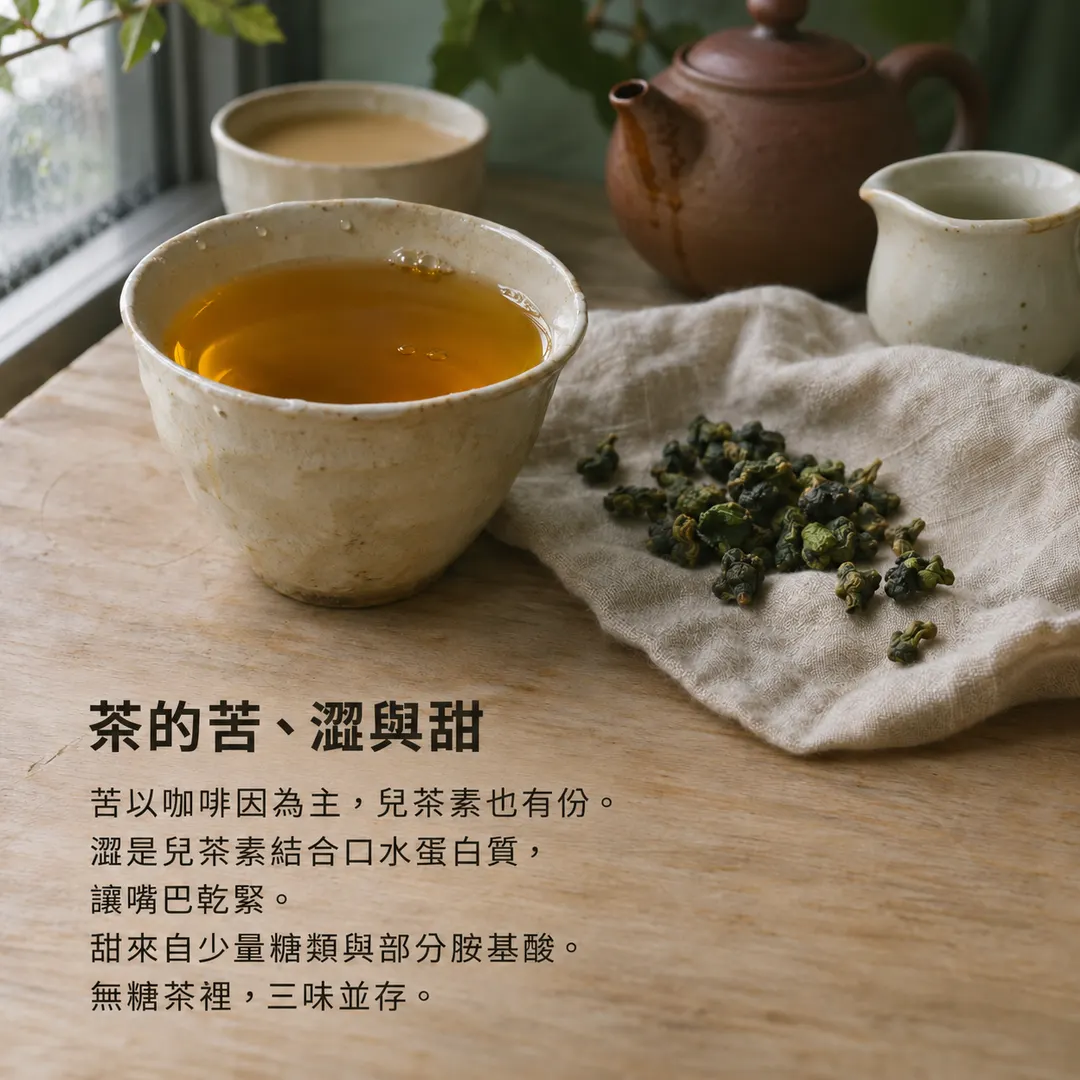 茶的苦、澀與甜
苦以咖啡因為主，兒茶素也有份。
澀是兒茶素結合口水蛋白質，
讓嘴巴乾緊。
甜來自少量糖類與部分胺基酸。
無糖茶裡，三味並存。